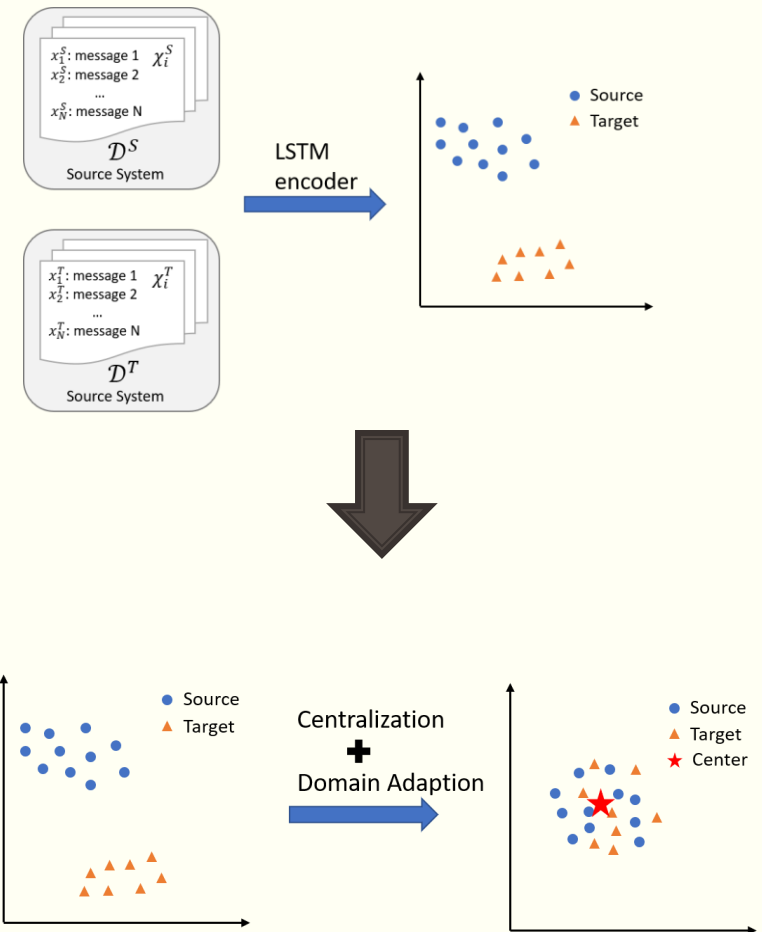 x₁ˢ: message 1 χᵢˢ
x₂ˢ: message 2
...
x_Nˢ: message N
𝒟ˢ
Source System
LSTM
encoder
Source
Target
x₁ᵀ: message 1 χᵢᵀ
x₂ᵀ: message 2
...
x_Nᵀ: message N
𝒟ᵀ
Source System
Source
Target
Centralization
+
Domain Adaption
Source
Target
Center